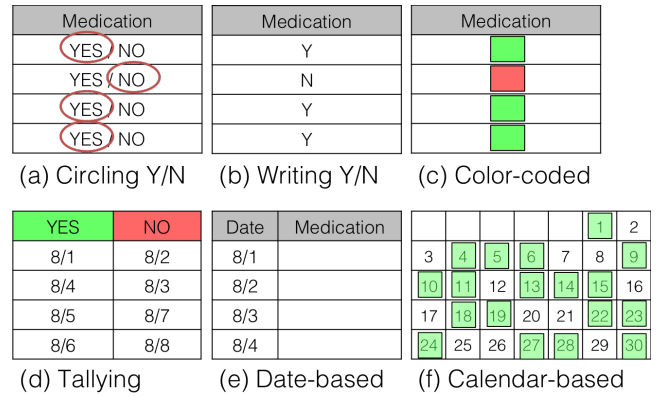 Medication
YES / NO
YES / NO
YES / NO
YES / NO
(a) Circling Y/N
Medication
Y
N
Y
Y
(b) Writing Y/N
Medication
(c) Color-coded
YES NO
8/1 8/2
8/4 8/3
8/5 8/7
8/6 8/8
(d) Tallying
Date Medication
8/1
8/2
8/3
8/4
(e) Date-based
1 2
3 4 5 6 7 8 9
10 11 12 13 14 15 16
17 18 19 20 21 22 23
24 25 26 27 28 29 30
(f) Calendar-based